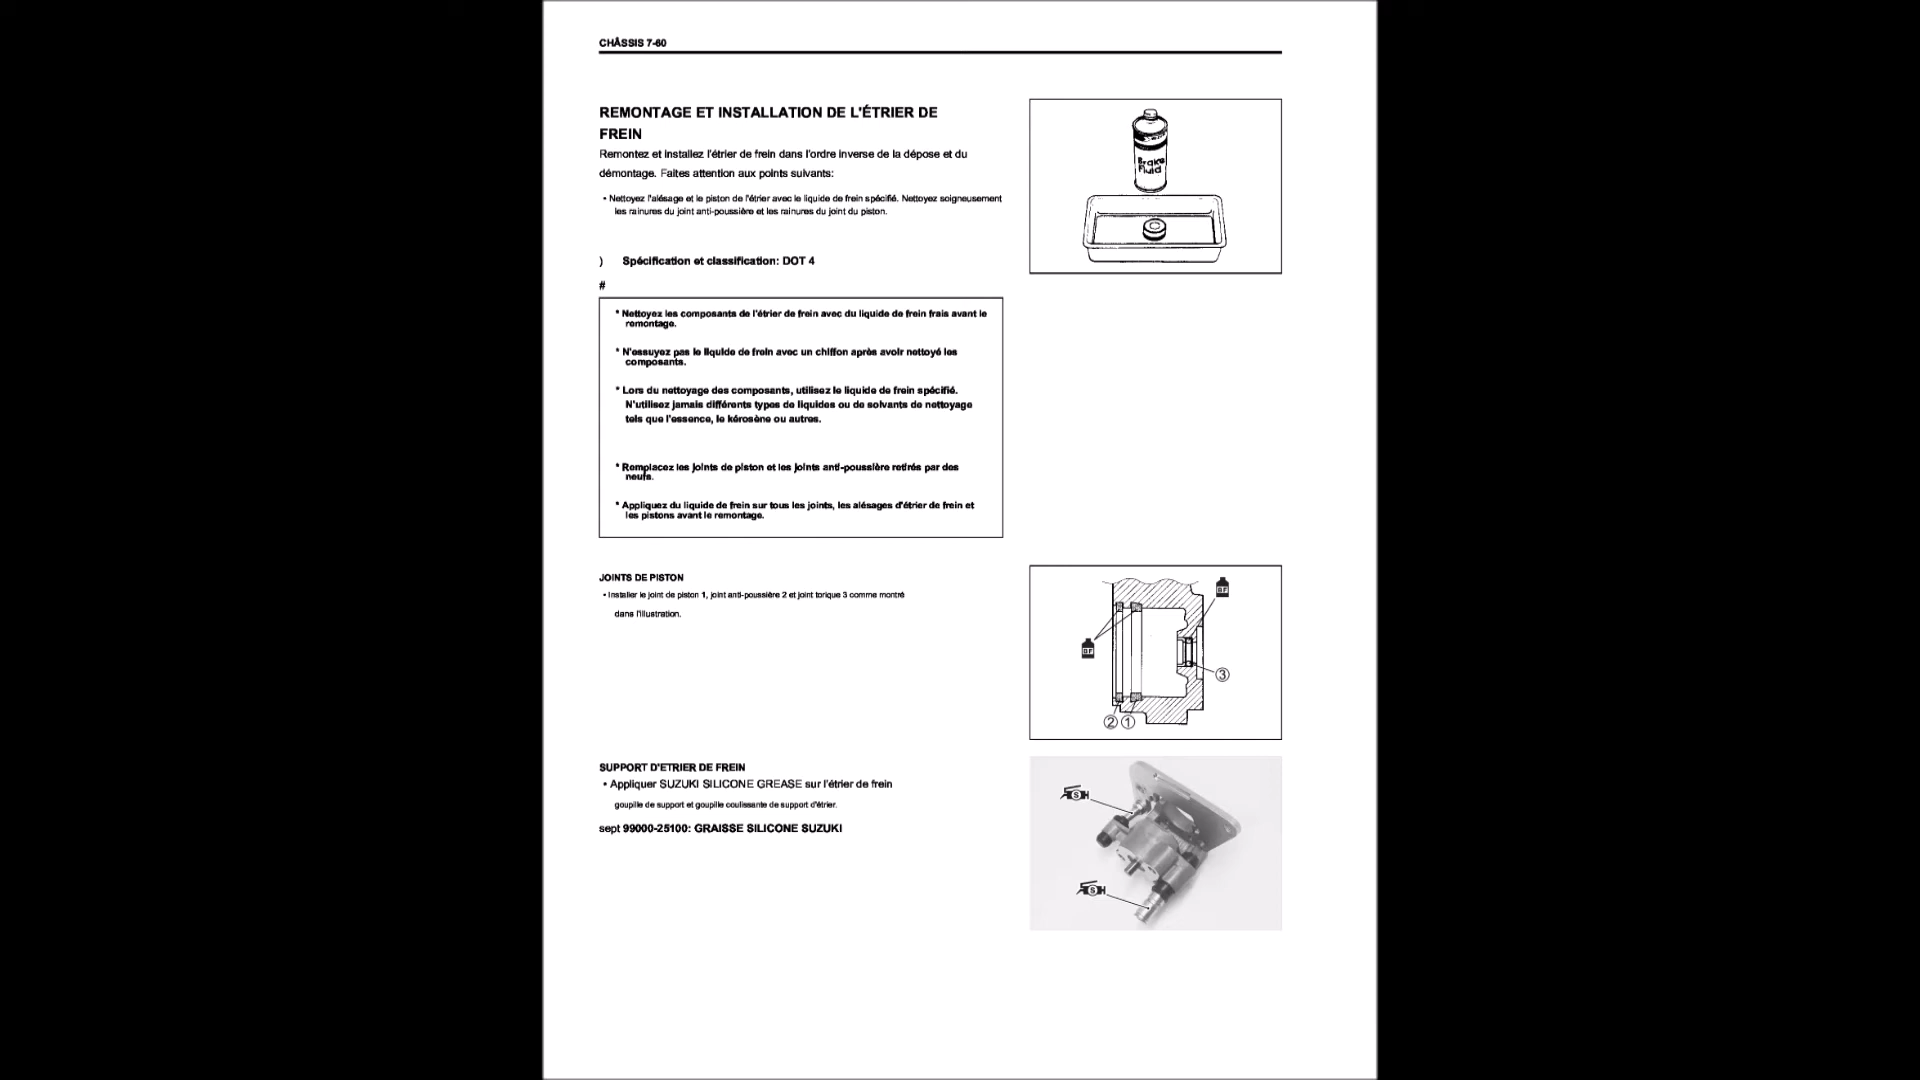 CHÂSSIS 7-60
REMONTAGE ET INSTALLATION DE L'ÉTRIER DE
FREIN
Remontez et installez l'étrier de frein dans l'ordre inverse de la dépose et du
démontage. Faites attention aux points suivants:
• Nettoyez l'alésage et le piston de l'étrier avec le liquide de frein spécifié. Nettoyez soigneusement
les rainures du joint anti-poussière et les rainures du joint du piston.
) Spécification et classification: DOT 4
#
* Nettoyez les composants de l'étrier de frein avec du liquide de frein frais avant le
remontage.
* N'essuyez pas le liquide de frein avec un chiffon après avoir nettoyé les
composants.
* Lors du nettoyage des composants, utilisez le liquide de frein spécifié.
N'utilisez jamais différents types de liquides ou de solvants de nettoyage
tels que l'essence, le kérosène ou autres.
* Remplacez les joints de piston et les joints anti-poussière retirés par des
neufs.
* Appliquez du liquide de frein sur tous les joints, les alésages d'étrier de frein et
les pistons avant le remontage.
Brake
Fluid
JOINTS DE PISTON
• Installer le joint de piston 1, joint anti-poussière 2 et joint torique 3 comme montré
dans l'illustration.
BF
BF
3
2 1
SUPPORT D'ETRIER DE FREIN
• Appliquer SUZUKI SILICONE GREASE sur l'étrier de frein
goupille de support et goupille coulissante de support d'étrier.
sept 99000-25100: GRAISSE SILICONE SUZUKI
S
S